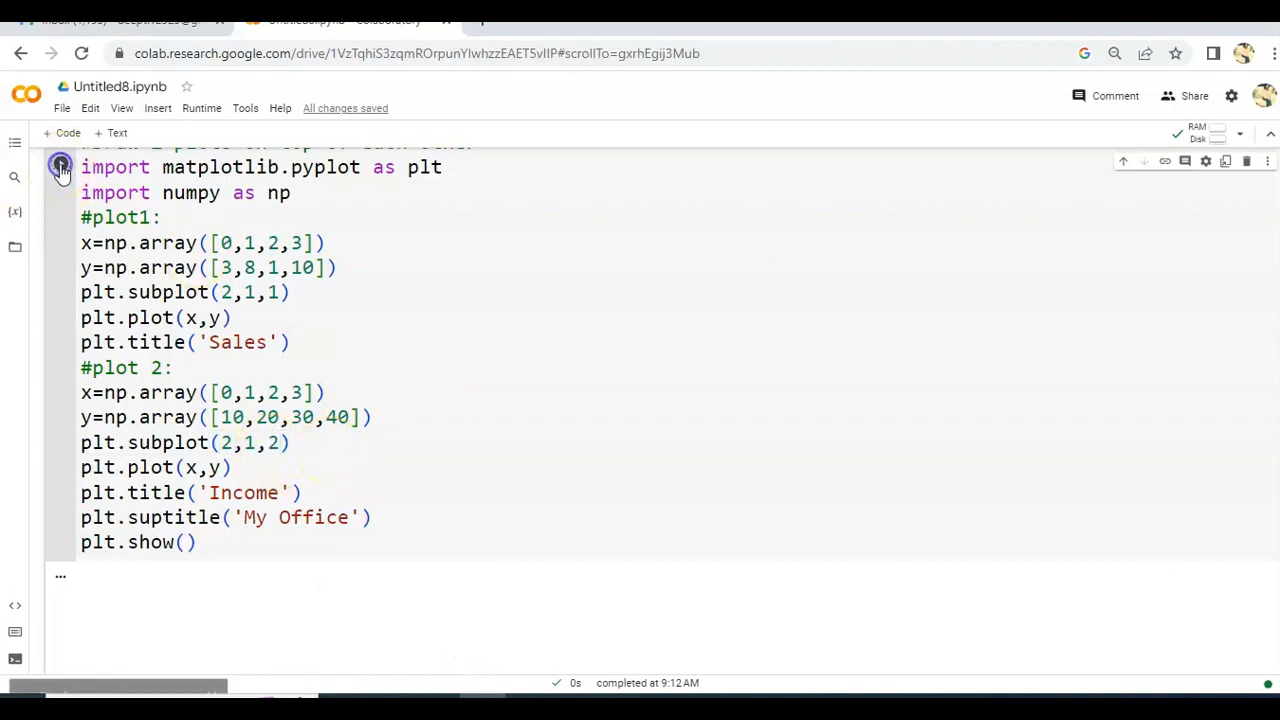 colab.research.google.com/drive/1VzTqhiS3zqmROrpunYlwhzzEAET5vIIP#scrollTo=gxrhEgij3Mub
Untitled8.ipynb
File Edit View Insert Runtime Tools Help All changes saved
Comment Share
+ Code + Text
RAM
Disk
import matplotlib.pyplot as plt
import numpy as np
#plot1:
x=np.array([0,1,2,3])
y=np.array([3,8,1,10])
plt.subplot(2,1,1)
plt.plot(x,y)
plt.title('Sales')
#plot 2:
x=np.array([0,1,2,3])
y=np.array([10,20,30,40])
plt.subplot(2,1,2)
plt.plot(x,y)
plt.title('Income')
plt.suptitle('My Office')
plt.show()
...
0s completed at 9:12 AM